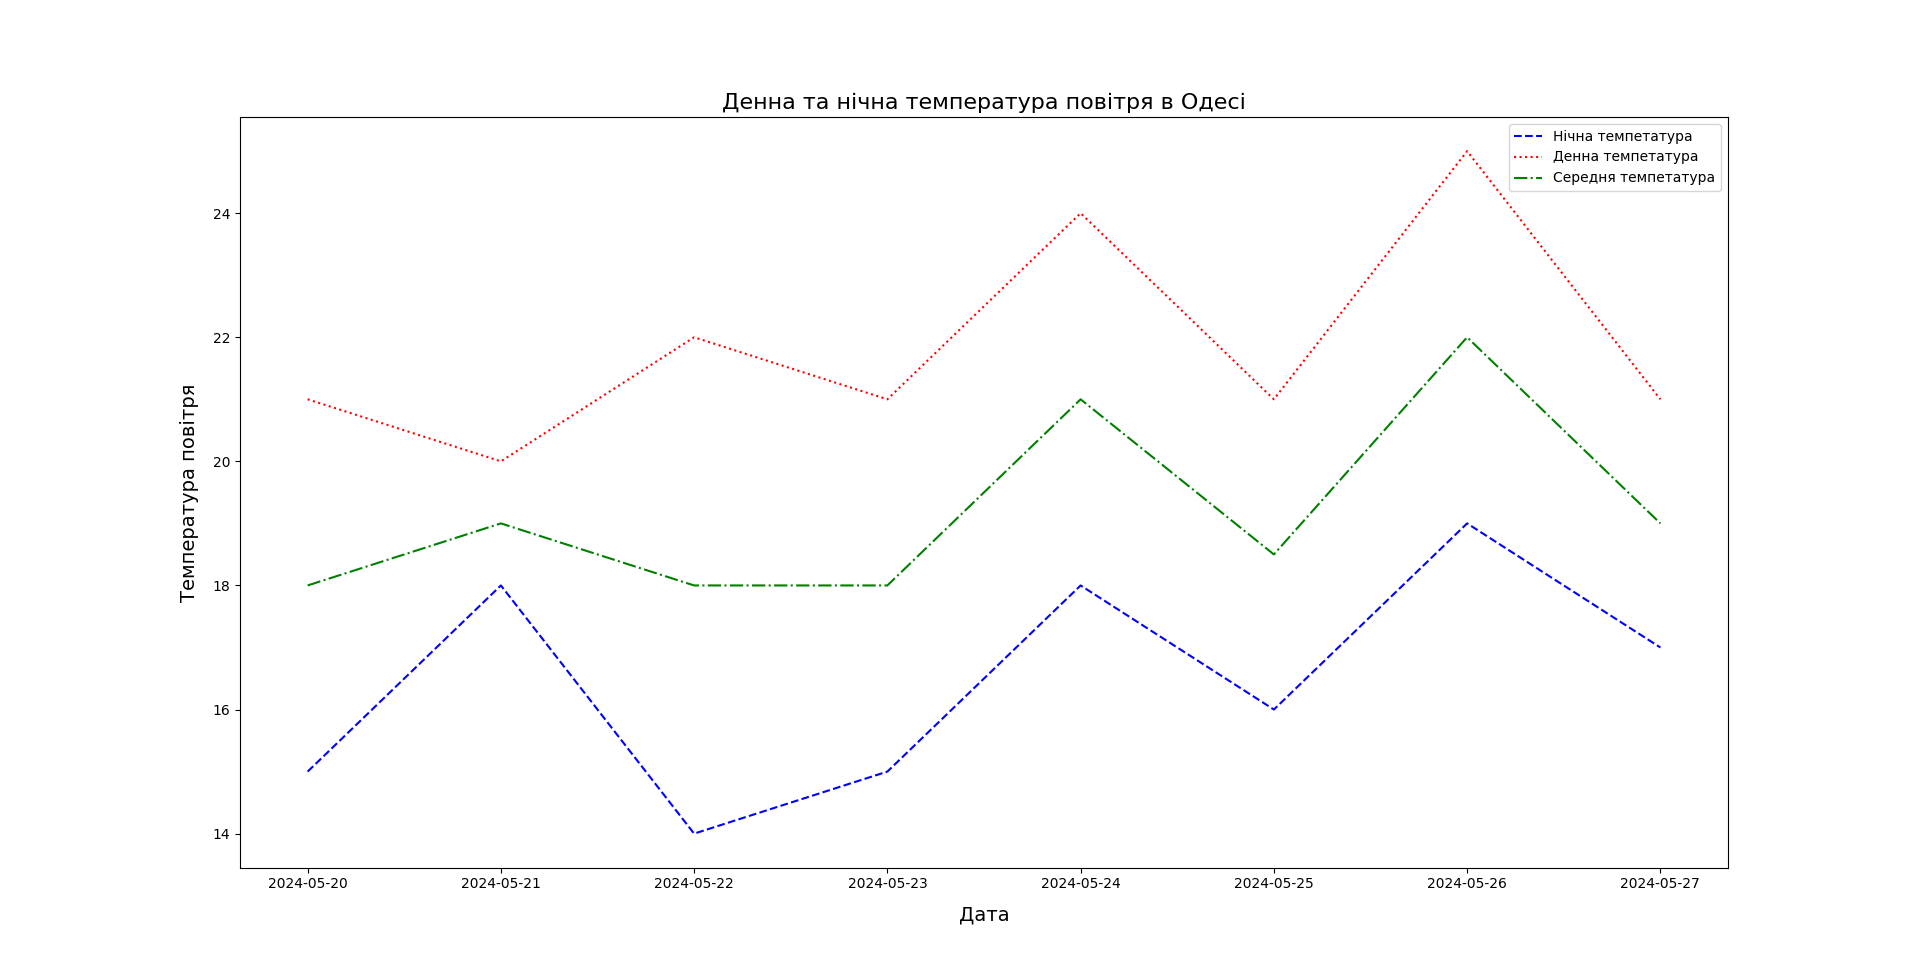 Денна та нічна температура повітря в Одесі
Нічна темпетатура
Денна темпетатура
Середня темпетатура
Температура повітря
24
22
20
18
16
14
2024-05-20 2024-05-21 2024-05-22 2024-05-23 2024-05-24 2024-05-25 2024-05-26 2024-05-27
Дата